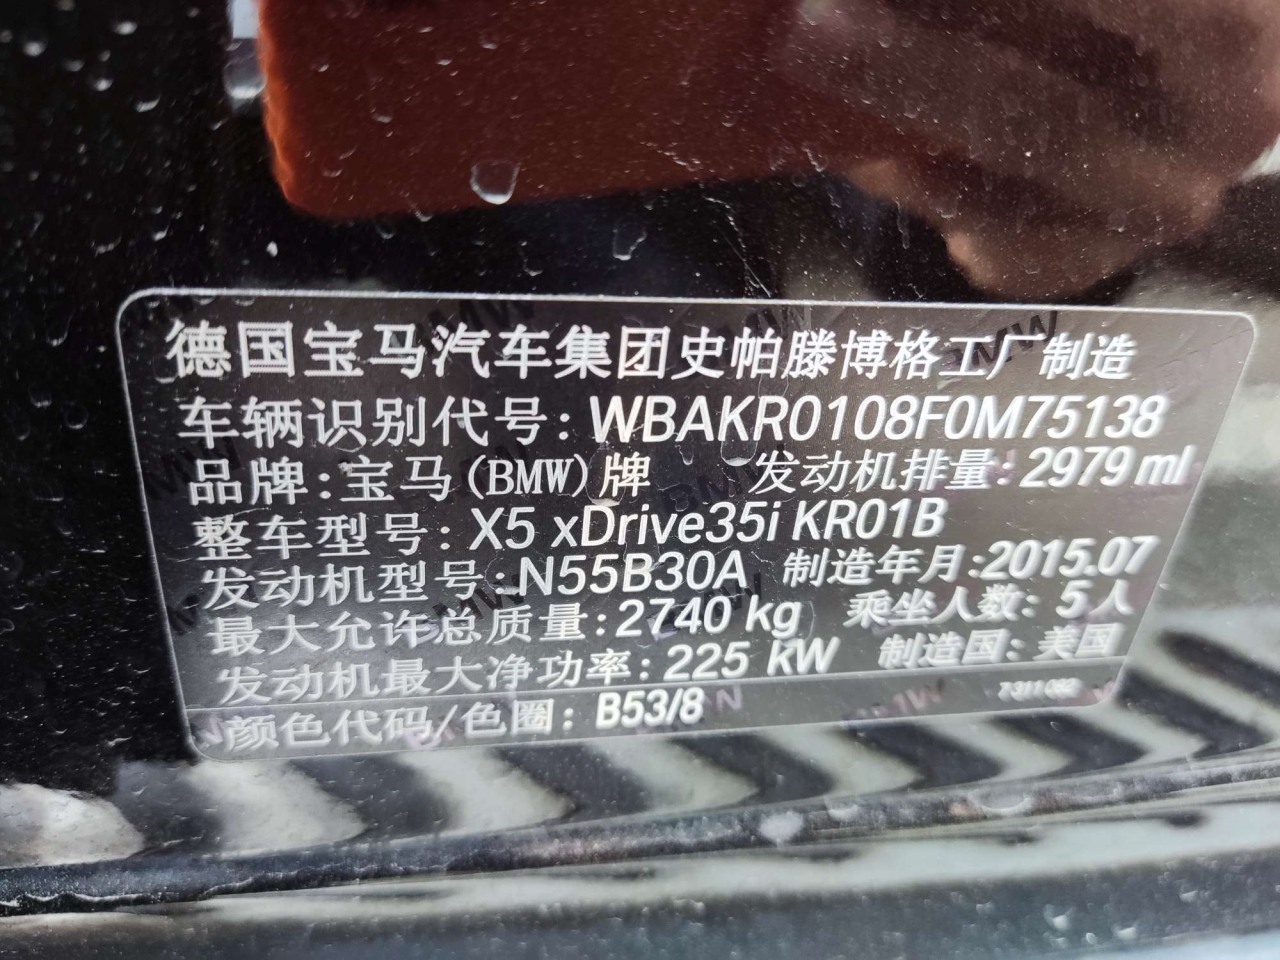 德国宝马汽车集团史帕滕博格工厂制造
车辆识别代号: WBAKR0108F0M75138
品牌:宝马(BMW)牌 发动机排量: 2979 ml
整车型号: X5 xDrive35i KR01B
发动机型号:N55B30A 制造年月:2015.07
最大允许总质量: 2740 kg 乘坐人数: 5人
发动机最大净功率: 225 kW 制造国: 美国
颜色代码/色圈: B53/8 7311092